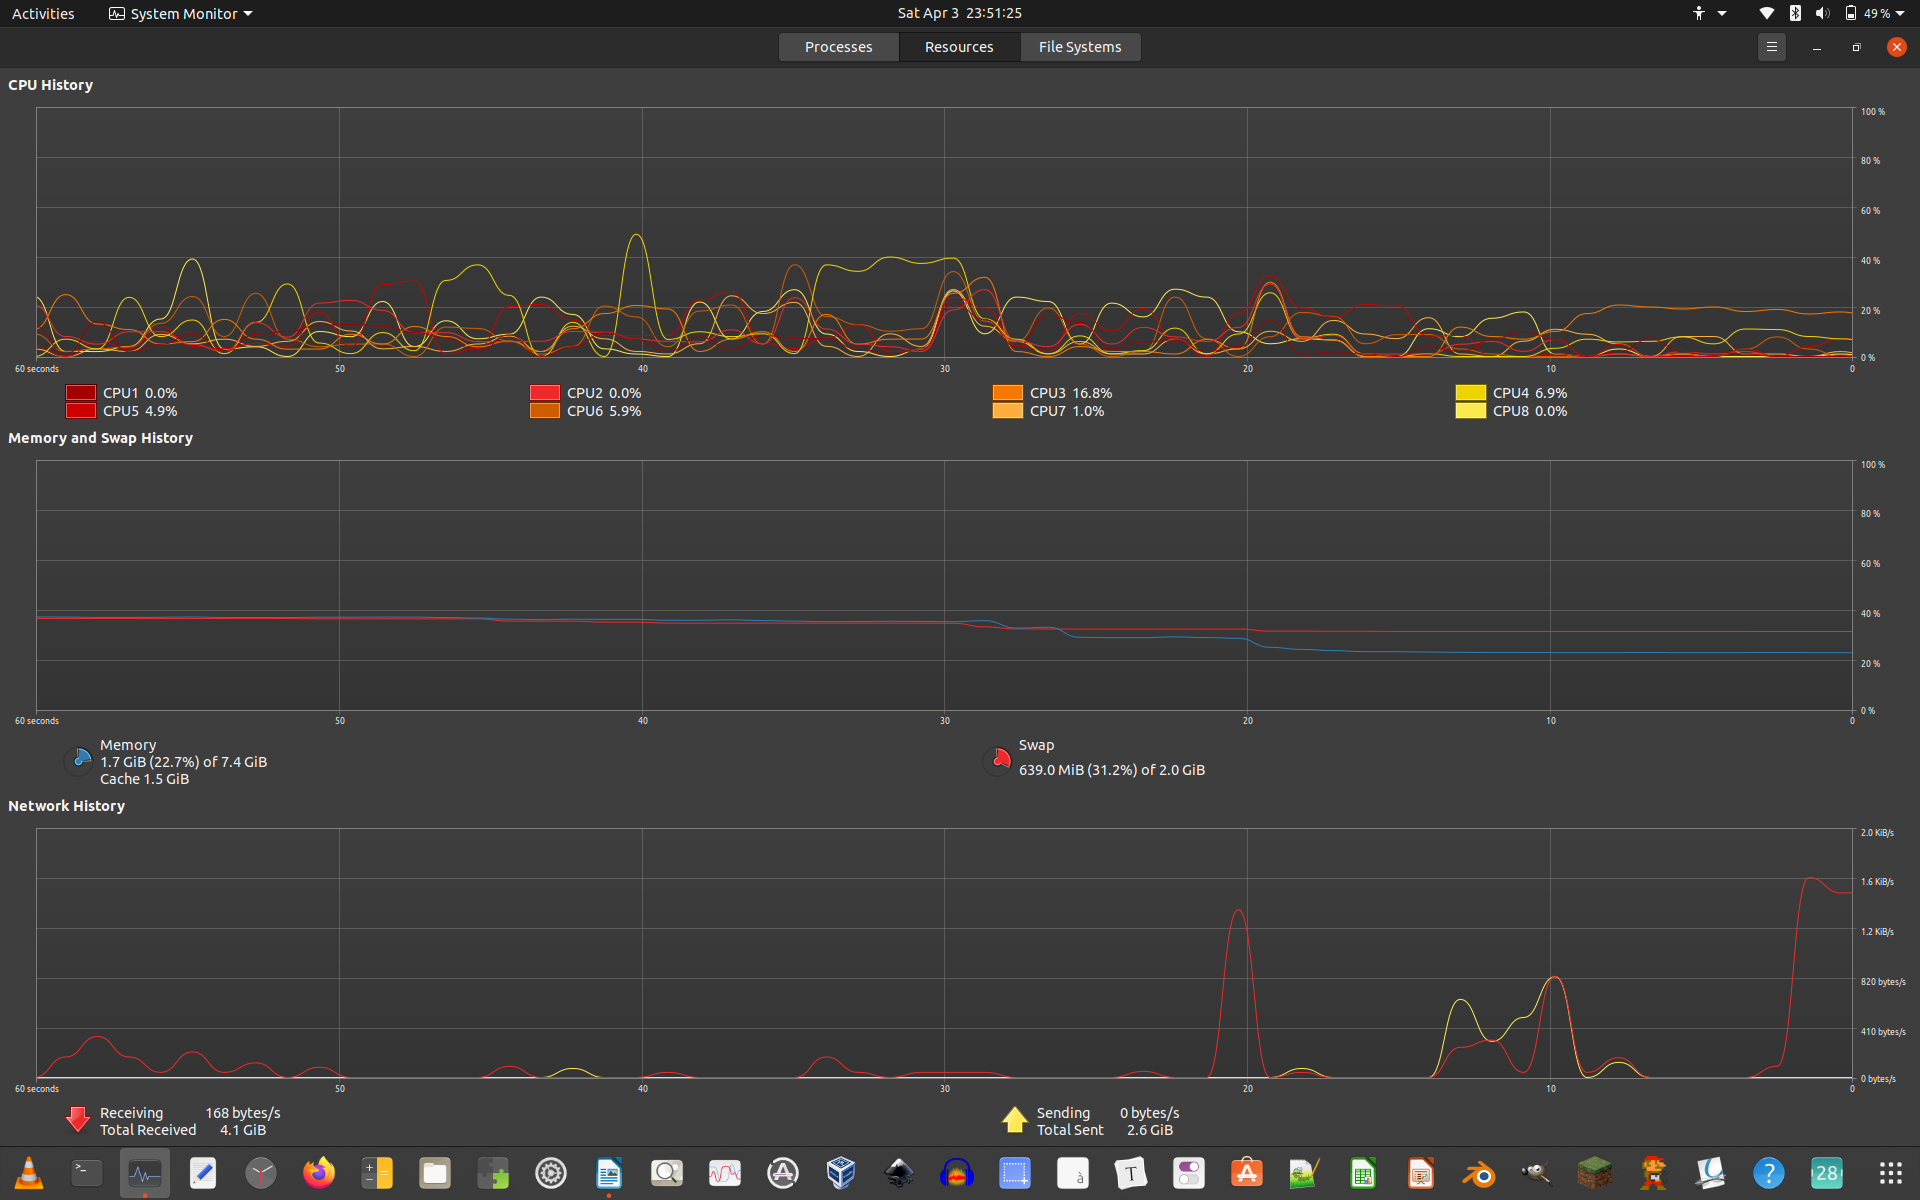 Activities System Monitor Sat Apr 3 23:51:25 49 %
Processes Resources File Systems
CPU History
100 %
80 %
60 %
40 %
20 %
0 %
60 seconds 50 40 30 20 10 0
CPU1 0.0% CPU2 0.0% CPU3 16.8% CPU4 6.9%
CPU5 4.9% CPU6 5.9% CPU7 1.0% CPU8 0.0%
Memory and Swap History
100 %
80 %
60 %
40 %
20 %
0 %
60 seconds 50 40 30 20 10 0
Memory
1.7 GiB (22.7%) of 7.4 GiB
Cache 1.5 GiB
Swap
639.0 MiB (31.2%) of 2.0 GiB
Network History
2.0 KiB/s
1.6 KiB/s
1.2 KiB/s
820 bytes/s
410 bytes/s
0 bytes/s
60 seconds 50 40 30 20 10 0
Receiving 168 bytes/s
Total Received 4.1 GiB
Sending 0 bytes/s
Total Sent 2.6 GiB
>_ à T ? 28